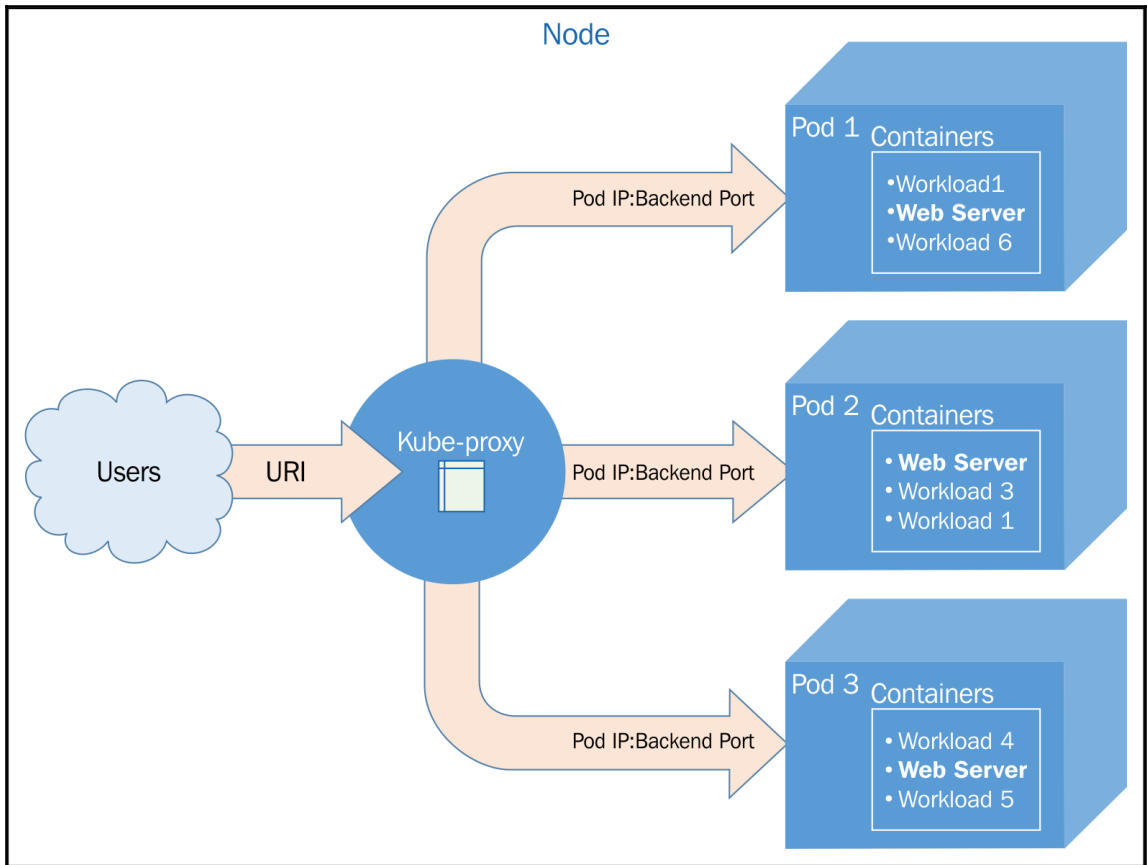 Node
Pod 1
Containers
•Workload1
•Web Server
•Workload 6
Pod IP:Backend Port
Users
URI
Kube-proxy
Pod IP:Backend Port
Pod 2
Containers
• Web Server
• Workload 3
• Workload 1
Pod IP:Backend Port
Pod 3
Containers
• Workload 4
• Web Server
• Workload 5